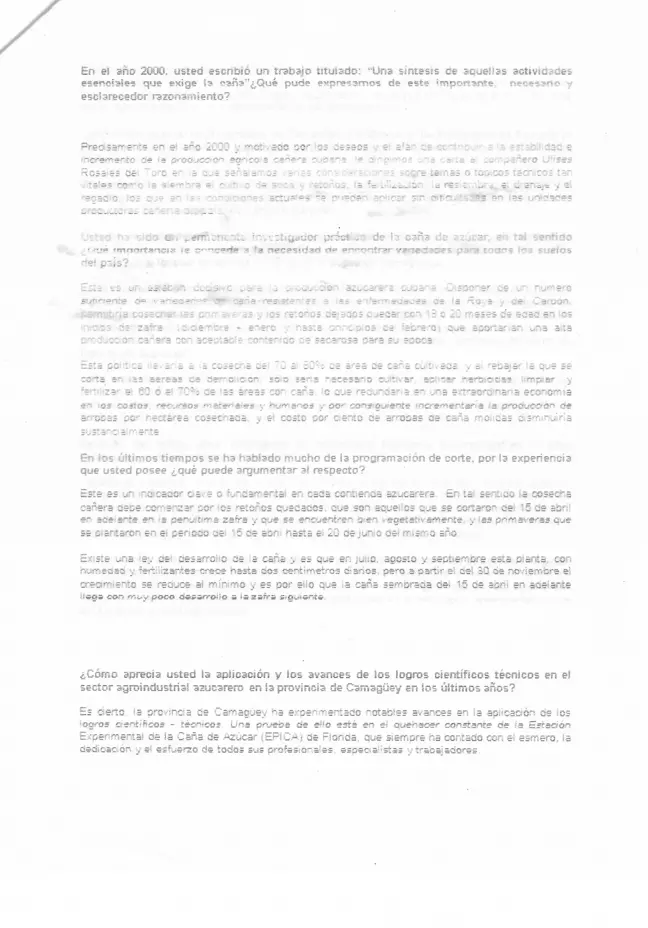 En el año 2000, usted escribió un trabajo titulado: "Una síntesis de aquellas actividades
esenciales que exige la caña"¿Qué pude expresarnos de este importante, necesario y
esclarecedor razonamiento?
Precisamente en el año 2000 y motivado por los deseos y el afán de contribuir a la estabilidad e
incremento de la producción agrícola cañera cubana, le dirigimos una carta al compañero Ulises
Rosales del Toro en la que señalamos varias consideraciones sobre temas o tópicos técnicos tan
vitales como la siembra el cultivo de y retoños, la fertilización, la resiembra, el drenaje y el
regadío, los que en las condiciones actuales se puedan aplicar sin dificultades en las unidades
productoras cañeras
Usted ha sido un permanente investigador práctico de la caña de azúcar, en tal sentido
¿Qué importancia le concede a la necesidad de encontrar variedades para todos los suelos
del país?
Este es un eslabón decisivo para la producción azucarera cubana. Disponer de un número
suficiente de variedades de caña resistentes a las enfermedades de la Roya y del Carbón,
permitiría cosechar las primaveras y los retoños dejados quedar con 18 o 20 meses de edad en los
inicios de zafra (diciembre - enero y hasta principios de febrero) que aportarían una alta
producción cañera con aceptable contenido de sacarosa para su época.
Esta política llevaría a la cosecha del 70 al 80% de área de caña cultivada, y al rebajar la que se
corta en las aéreas de demolición, solo sería necesario cultivar, aplicar herbicidas, limpiar y
fertilizar el 60 ó al 70% de las áreas con caña, lo que redundaría en una extraordinaria economía
en los costos, recursos materiales y humanos y por consiguiente incrementaría la producción de
arrobas por hectárea cosechada, y el costo por ciento de arrobas de caña molidas disminuiría
sustancialmente.
En los últimos tiempos se ha hablado mucho de la programación de corte, por la experiencia
que usted posee ¿qué puede argumentar al respecto?
Este es un indicador clave o fundamental en cada contienda azucarera. En tal sentido la cosecha
cañera debe comenzar por los retoños quedados, que son aquellos que se cortaron del 15 de abril
en adelante en la penúltima zafra y que se encuentren bien vegetativamente, y las primaveras que
se plantaron en el periodo del 15 de abril hasta el 20 de junio del mismo año.
Existe una ley del desarrollo de la caña y es que en julio, agosto y septiembre esta planta, con
humedad y fertilizantes crece hasta dos centímetros diarios, pero a partir el del 30 de noviembre el
crecimiento se reduce al mínimo y es por ello que la caña sembrada del 15 de abril en adelante
llega con muy poco desarrollo a la zafra siguiente.
¿Cómo aprecia usted la aplicación y los avances de los logros científicos técnicos en el
sector agroindustrial azucarero en la provincia de Camagüey en los últimos años?
Es cierto, la provincia de Camagüey ha experimentado notables avances en la aplicación de los
logros científicos - técnicos. Una prueba de ello está en el quehacer constante de la Estación
Experimental de la Caña de Azúcar (EPICA) de Florida, que siempre ha contado con el esmero, la
dedicación y el esfuerzo de todos sus profesionales, especialistas y trabajadores.